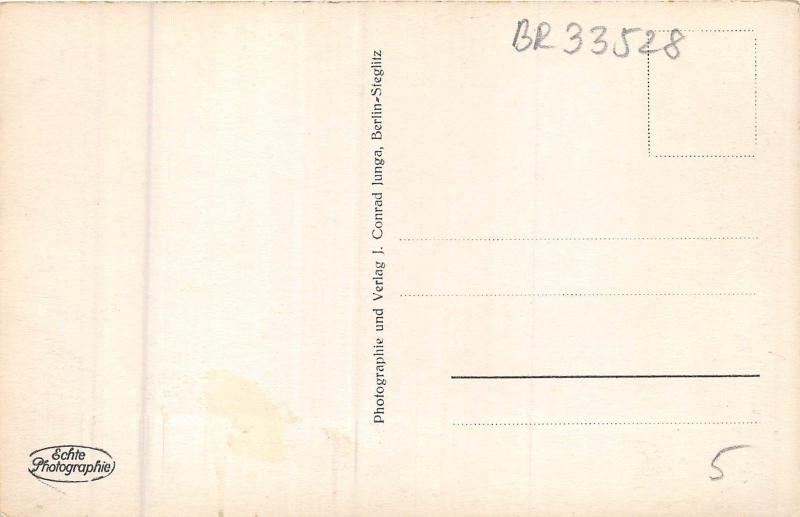 BR 33528
Photographie und Verlag J. Conrad Junga, Berlin-Steglitz
Echte
Photographie
5